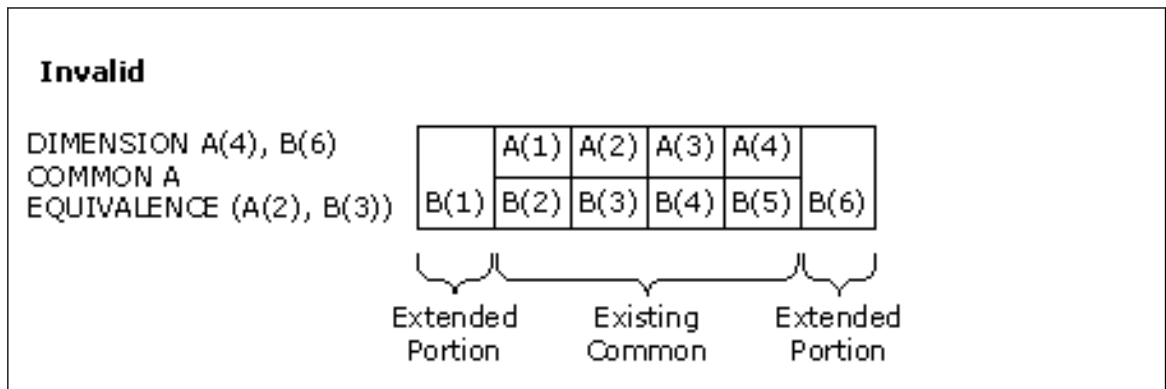 Invalid
DIMENSION A(4), B(6)
COMMON A
EQUIVALENCE (A(2), B(3))
A(1) A(2) A(3) A(4)
B(1) B(2) B(3) B(4) B(5) B(6)
Extended Existing Extended
Portion Common Portion